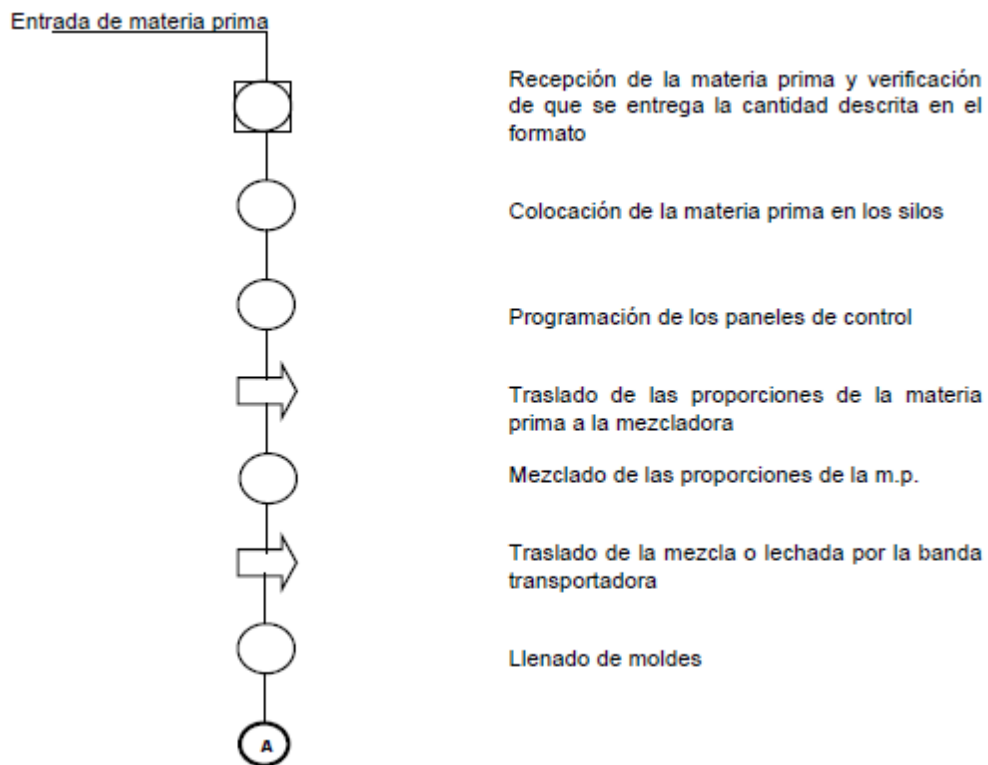 Entrada de materia prima
Recepción de la materia prima y verificación
de que se entrega la cantidad descrita en el
formato
Colocación de la materia prima en los silos
Programación de los paneles de control
Traslado de las proporciones de la materia
prima a la mezcladora
Mezclado de las proporciones de la m.p.
Traslado de la mezcla o lechada por la banda
transportadora
Llenado de moldes
A